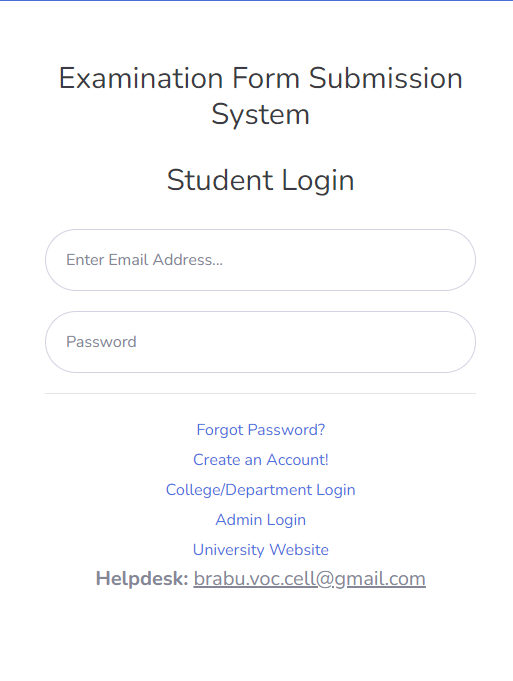 Examination Form Submission
System
Student Login
Enter Email Address...
Password
Forgot Password?
Create an Account!
College/Department Login
Admin Login
University Website
Helpdesk: brabu.voc.cell@gmail.com